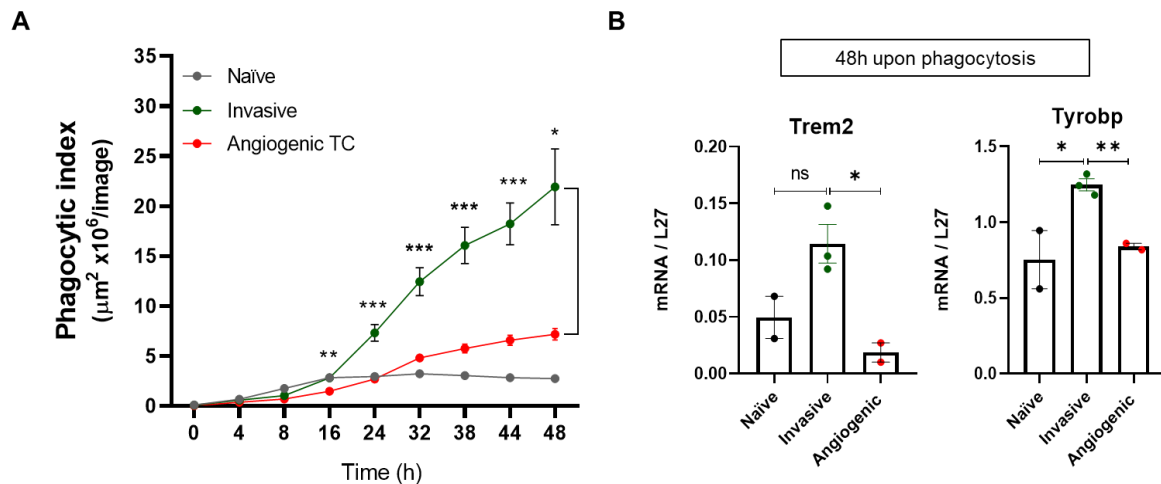 A
Phagocytic index
(μm² x10⁶/image)
35
30
25
20
15
10
5
0
Naïve
Invasive
Angiogenic TC
**
***
***
***
***
*
0 4 8 16 24 32 38 44 48
Time (h)
B
48h upon phagocytosis
Trem2
mRNA / L27
0.20
0.15
0.10
0.05
0.00
ns
*
Naïve
Invasive
Angiogenic
Tyrobp
mRNA / L27
1.5
1.0
0.5
0.0
*
**
Naïve
Invasive
Angiogenic